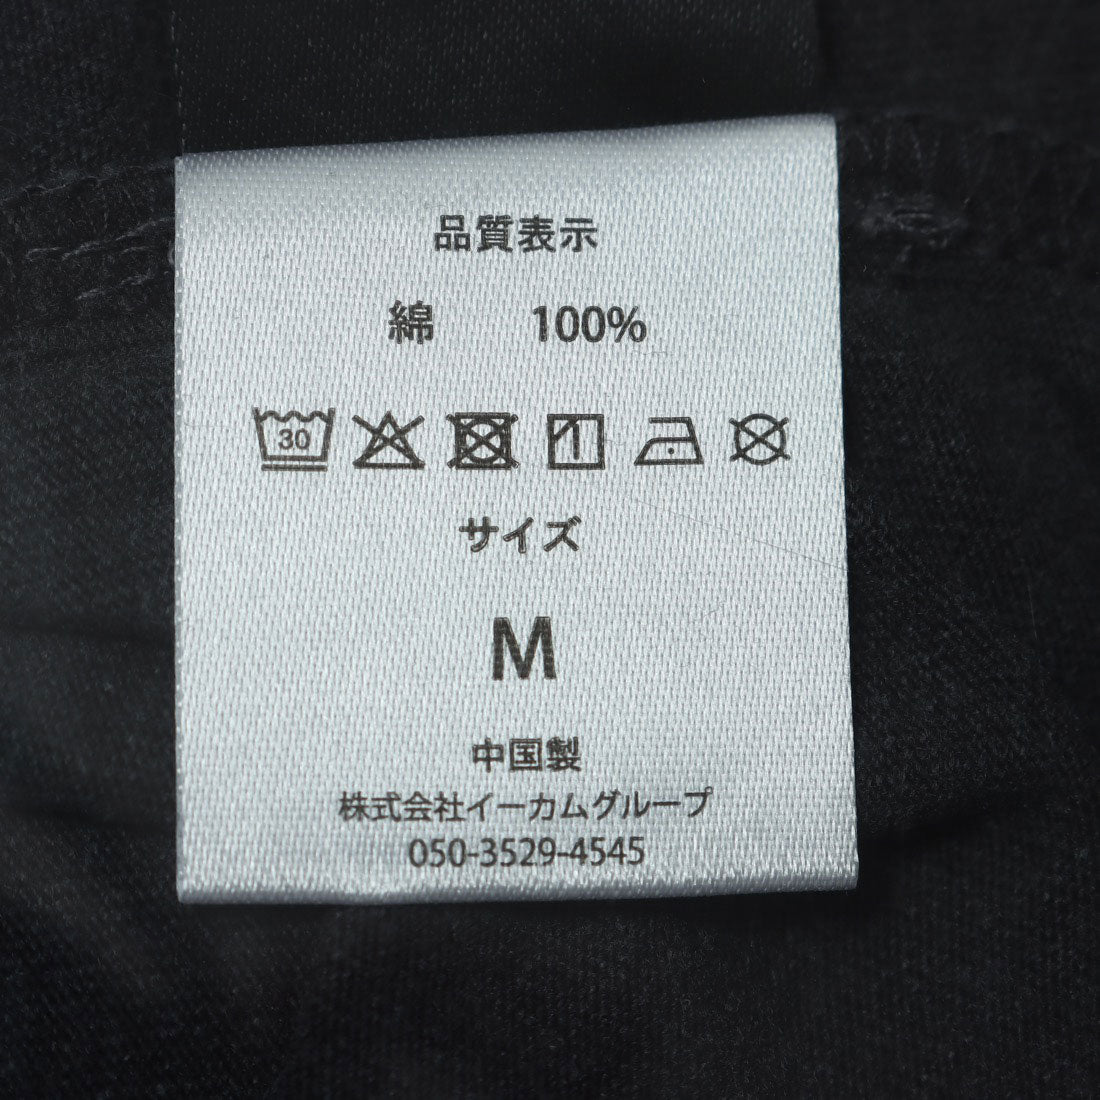 品質表示
綿 100%
30
サイズ
M
中国製
株式会社イーカムグループ
050-3529-4545